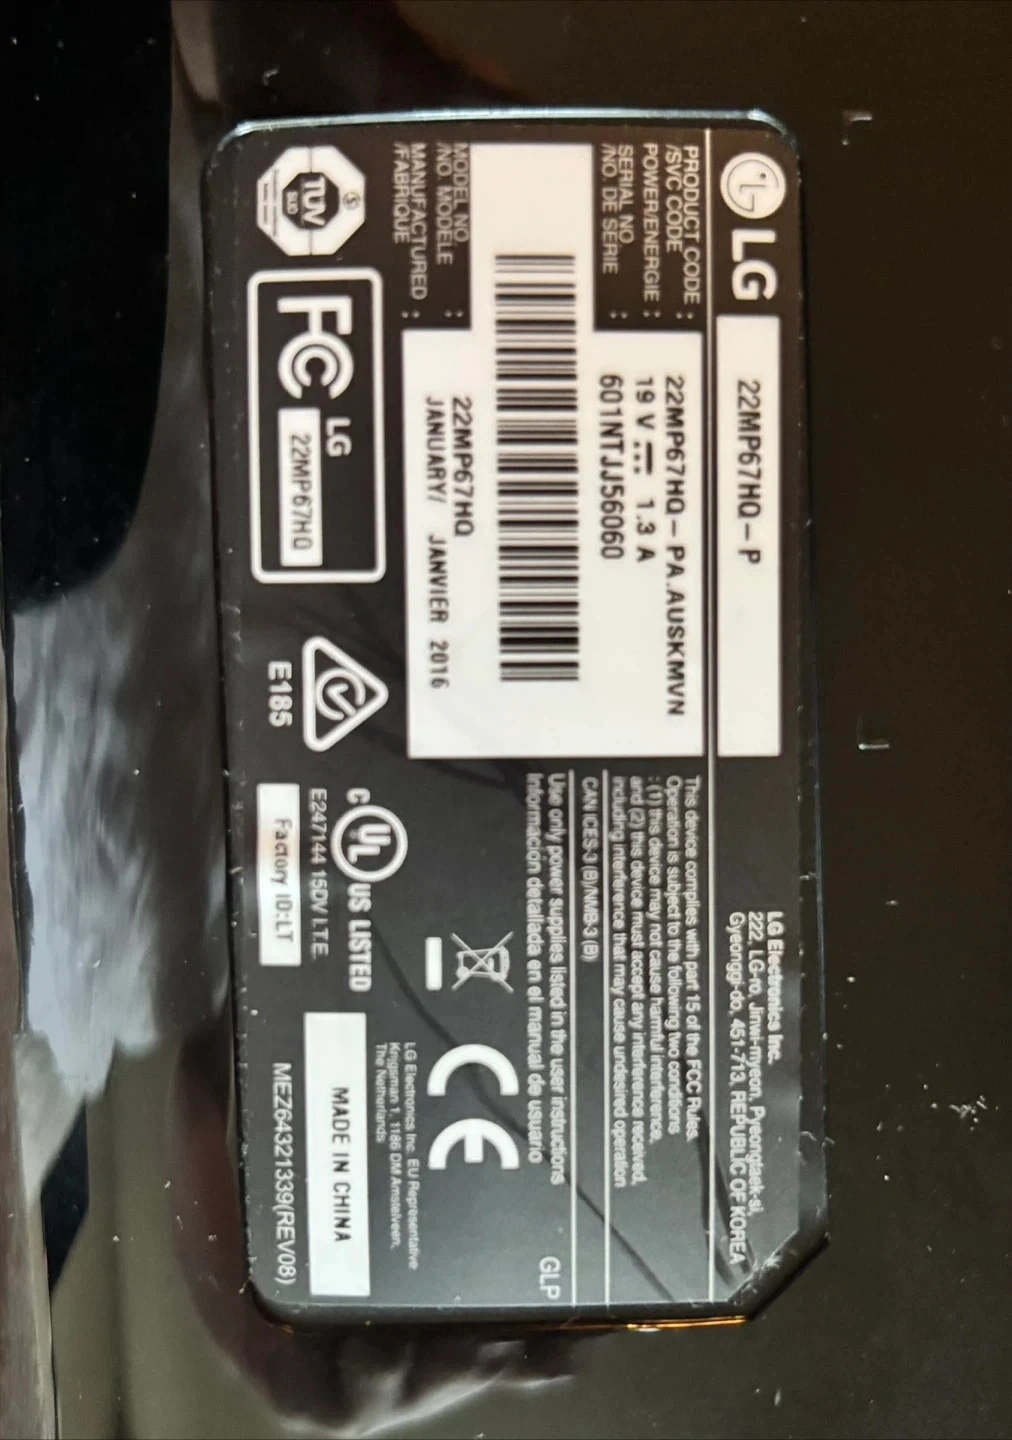 LG 22MP67HQ-P
LG Electronics Inc.
222, LG-ro, Jinwi-myeon, Pyeongtaek-si,
Gyeonggi-do, 451-713, REPUBLIC OF KOREA
PRODUCT CODE
/SVC CODE : 22MP67HQ-PA.AUSKMVN
POWER/ENERGIE : 19 V 1.3 A
SERIAL NO.
/NO. DE SERIE : 601NTJJ56060
MODEL NO.
/NO. MODELE : 22MP67HQ
MANUFACTURED
/FABRIQUE : JANUARY/ JANVIER 2016
This device complies with part 15 of the FCC Rules.
Operation is subject to the following two conditions
: (1) this device may not cause harmful interference,
and (2) this device must accept any interference received,
including interference that may cause undesired operation
CAN ICES-3 (B)/NMB-3 (B)
Use only power supplies listed in the user instructions
Información detallada en el manual de usuario
GLP
CE
LG Electronics Inc. EU Representative
Krijgsman 1, 1186 DM Amstelveen,
The Netherlands
TUV
SUD
FC LG
22MP67HQ
E185
C UL US LISTED
E247144 15DV I.T.E.
Factory ID:LT
MADE IN CHINA
MEZ64321339(REV08)